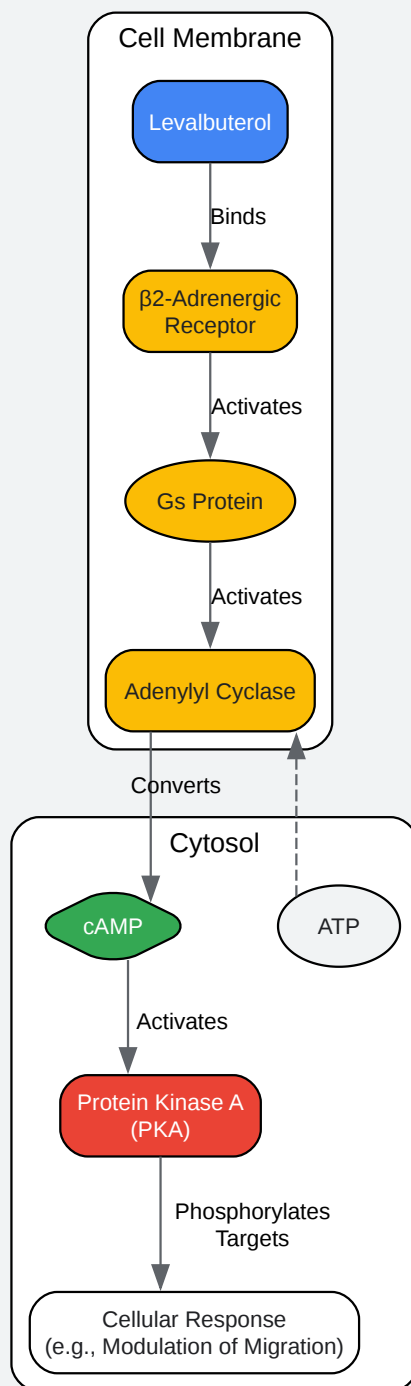 Cell Membrane
Levalbuterol
Binds
β2-Adrenergic
Receptor
Activates
Gs Protein
Activates
Adenylyl Cyclase
Converts
Cytosol
cAMP
ATP
Activates
Protein Kinase A
(PKA)
Phosphorylates
Targets
Cellular Response
(e.g., Modulation of Migration)